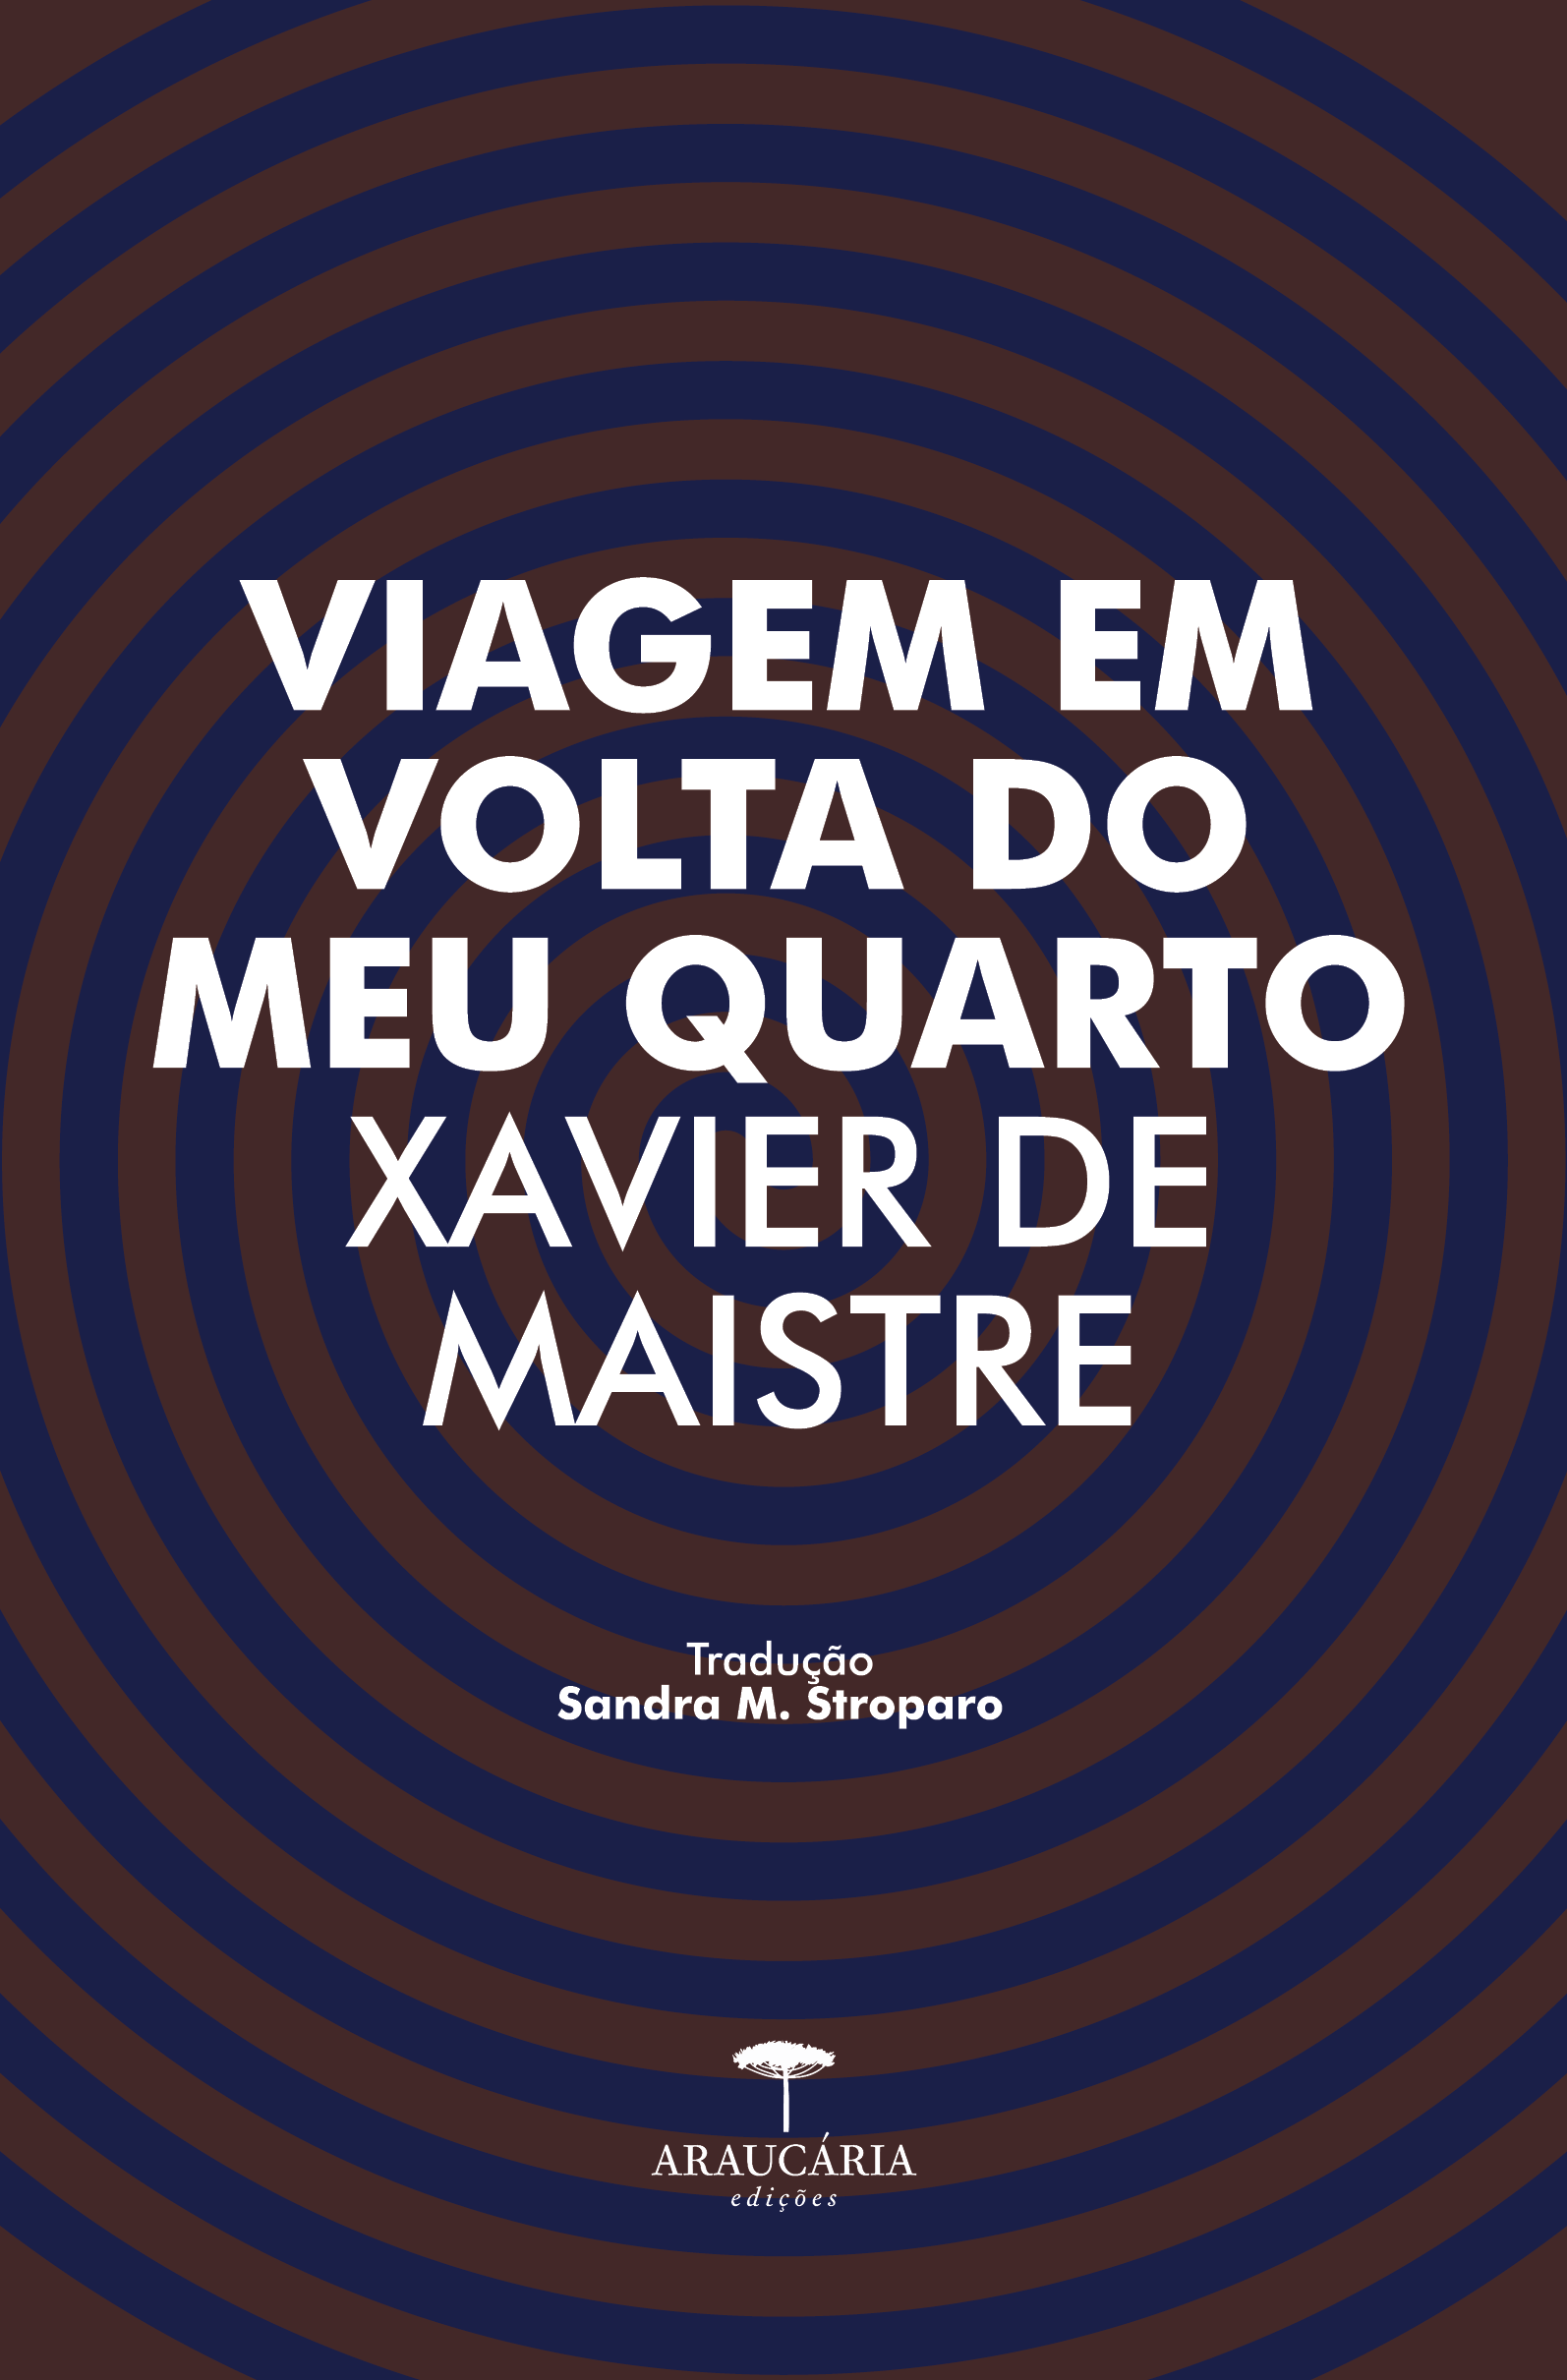 VIAGEM EM
VOLTA DO
MEU QUARTO
XAVIER DE
MAISTRE
Tradução
Sandra M. Stroparo
ARAUCÁRIA
edições